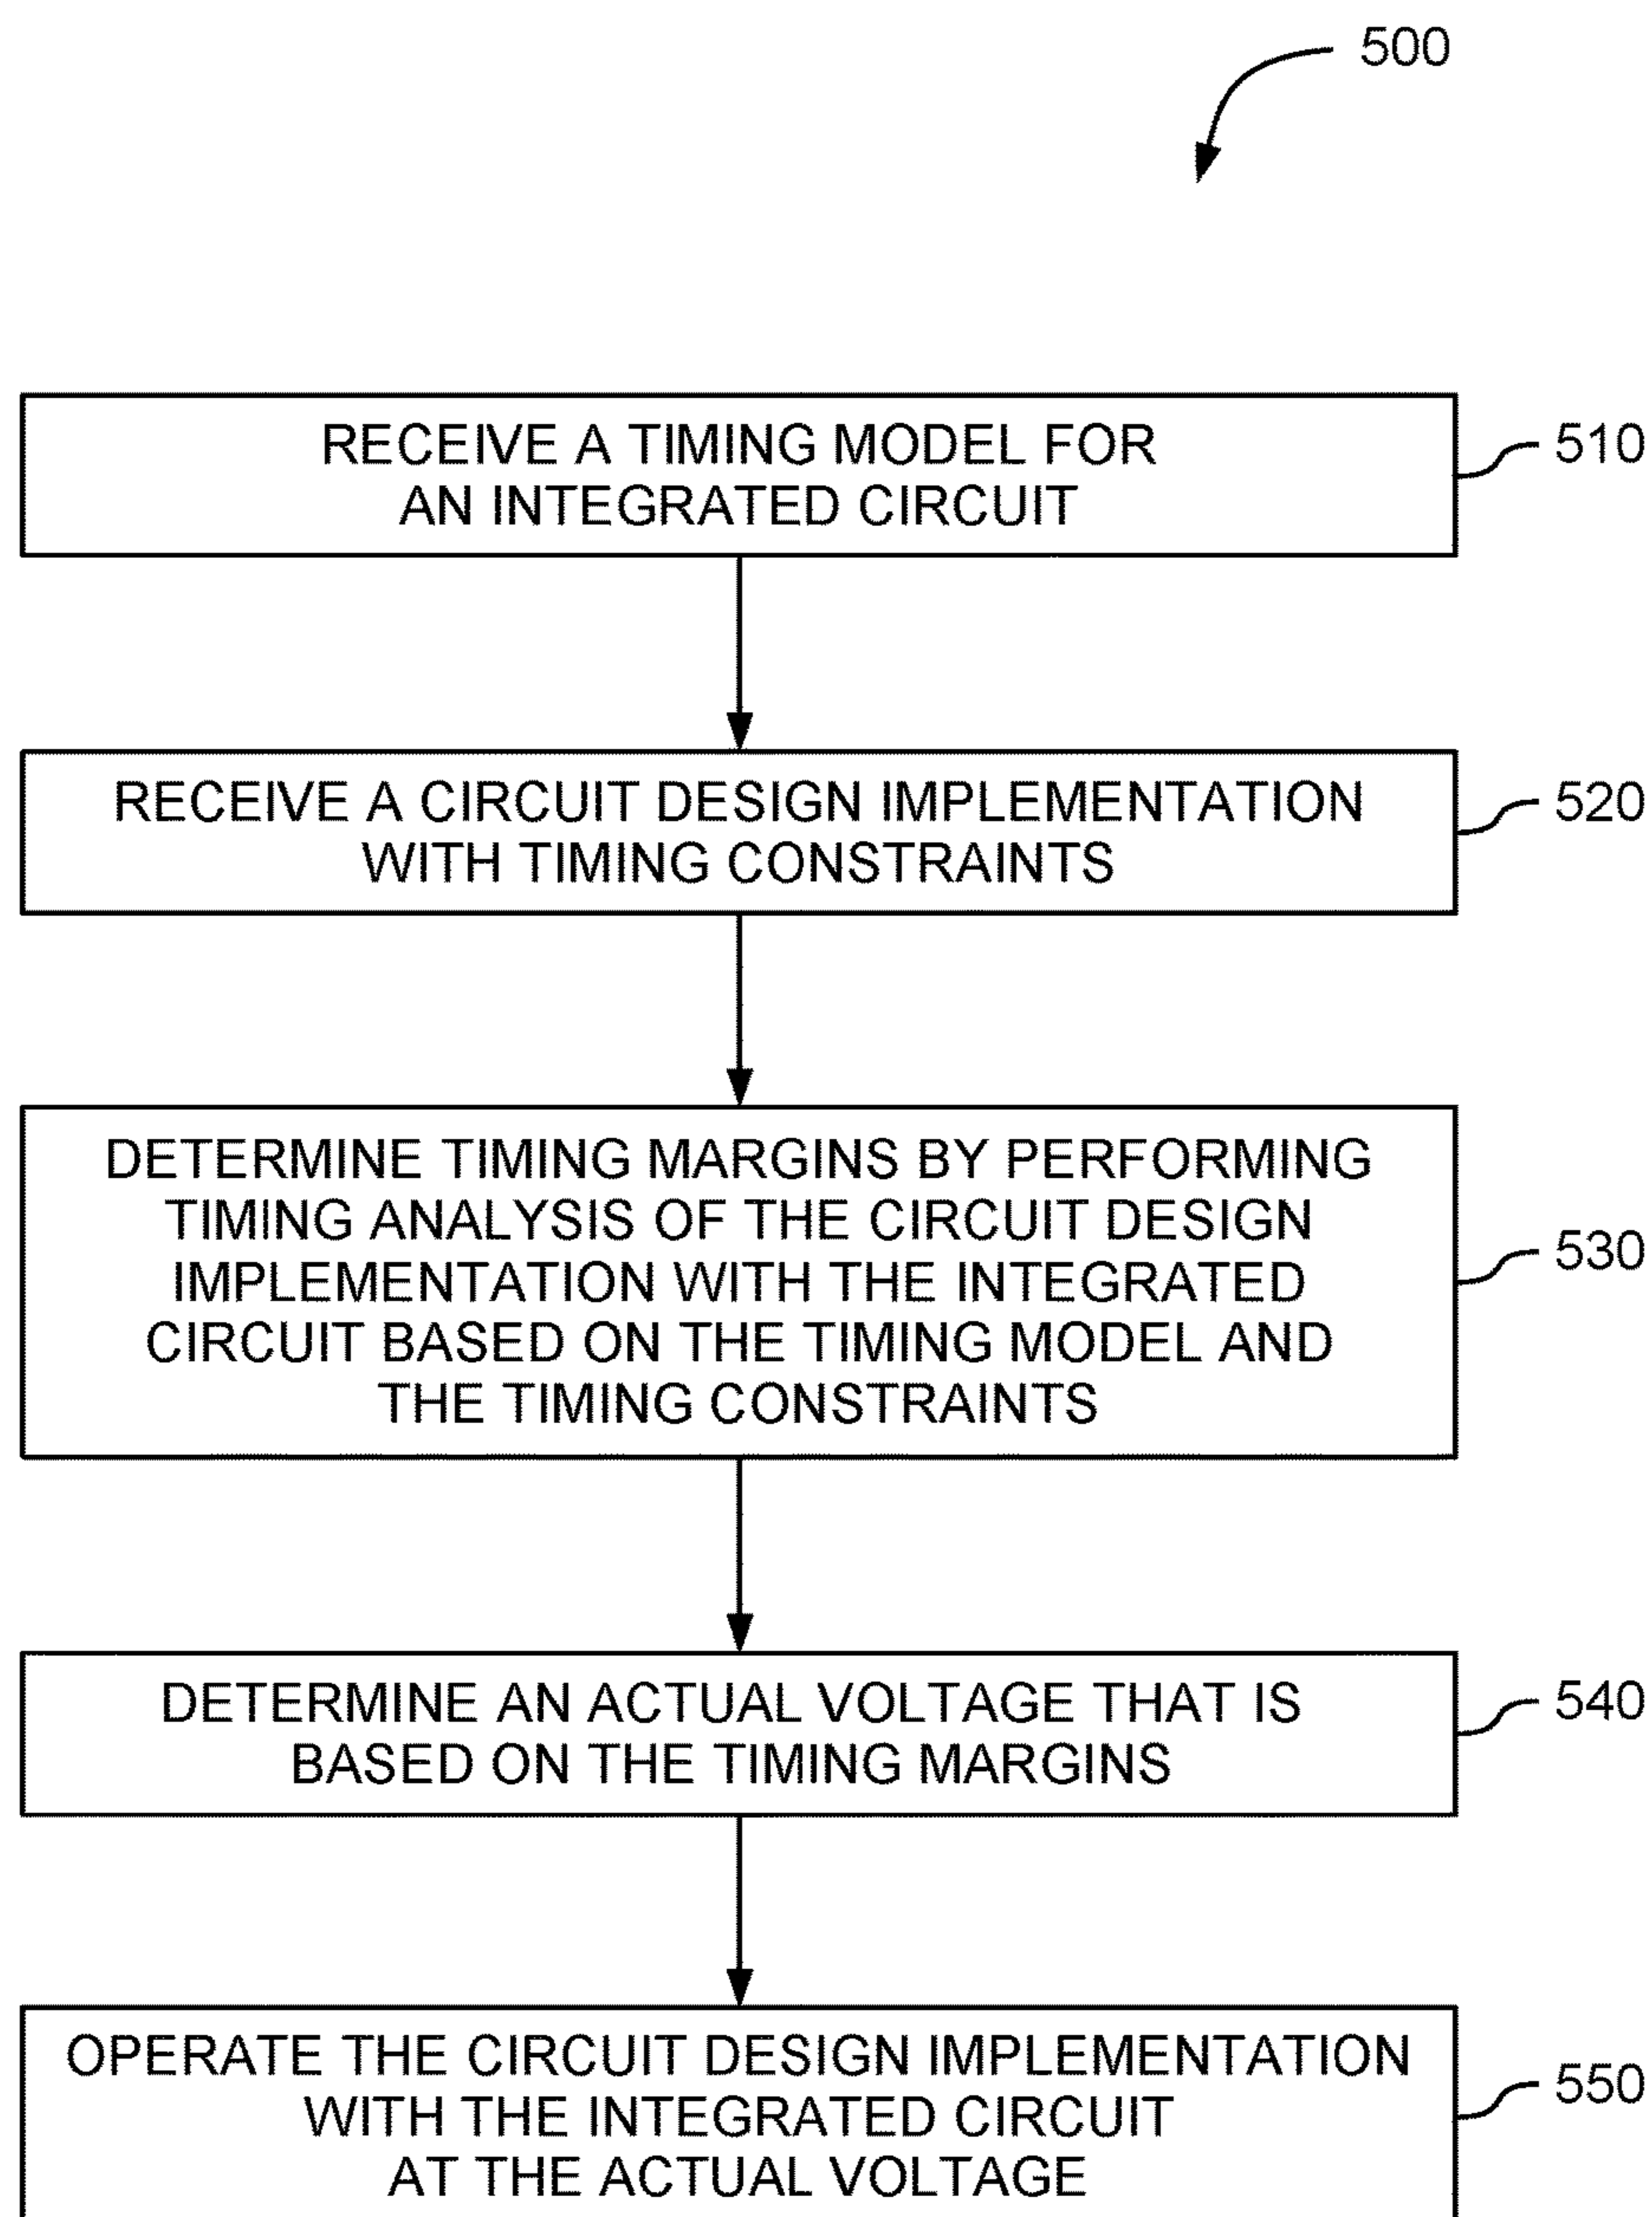 500
RECEIVE A TIMING MODEL FOR
AN INTEGRATED CIRCUIT
510
RECEIVE A CIRCUIT DESIGN IMPLEMENTATION
WITH TIMING CONSTRAINTS
520
DETERMINE TIMING MARGINS BY PERFORMING
TIMING ANALYSIS OF THE CIRCUIT DESIGN
IMPLEMENTATION WITH THE INTEGRATED
CIRCUIT BASED ON THE TIMING MODEL AND
THE TIMING CONSTRAINTS
530
DETERMINE AN ACTUAL VOLTAGE THAT IS
BASED ON THE TIMING MARGINS
540
OPERATE THE CIRCUIT DESIGN IMPLEMENTATION
WITH THE INTEGRATED CIRCUIT
AT THE ACTUAL VOLTAGE
550